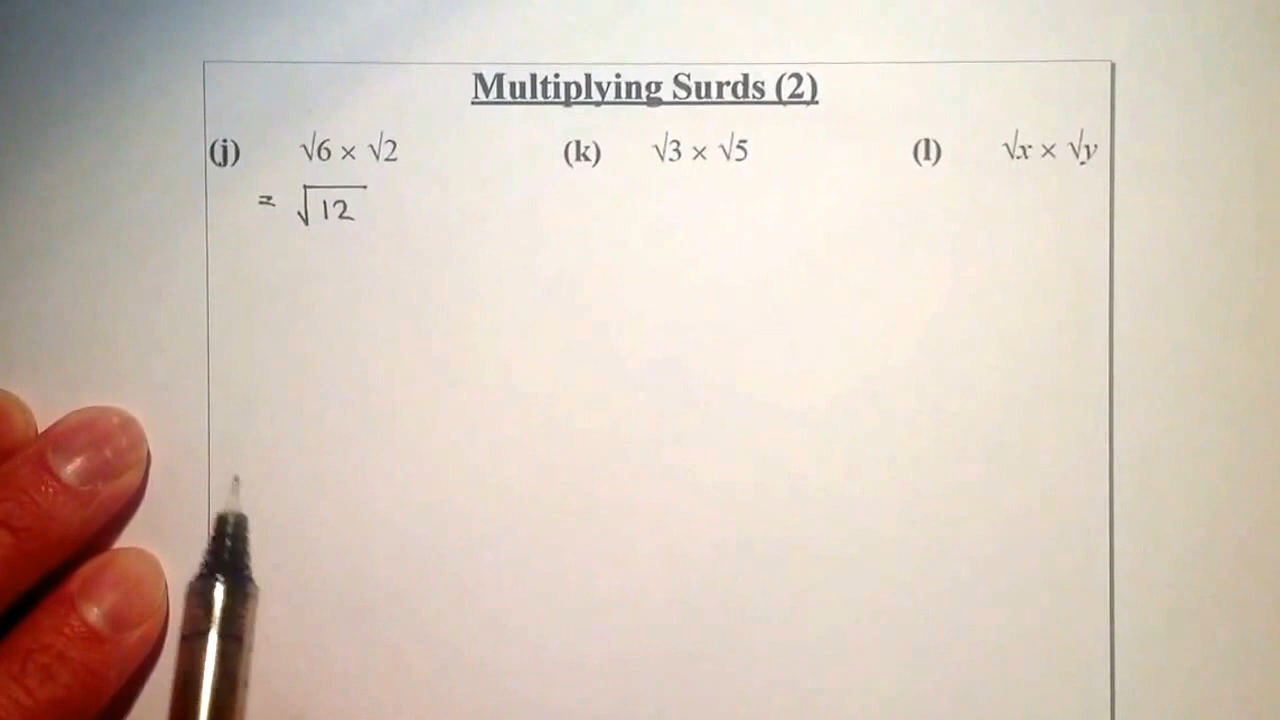 Multiplying Surds (2)
(j) √6 × √2 (k) √3 × √5 (l) √x × √y
= √12